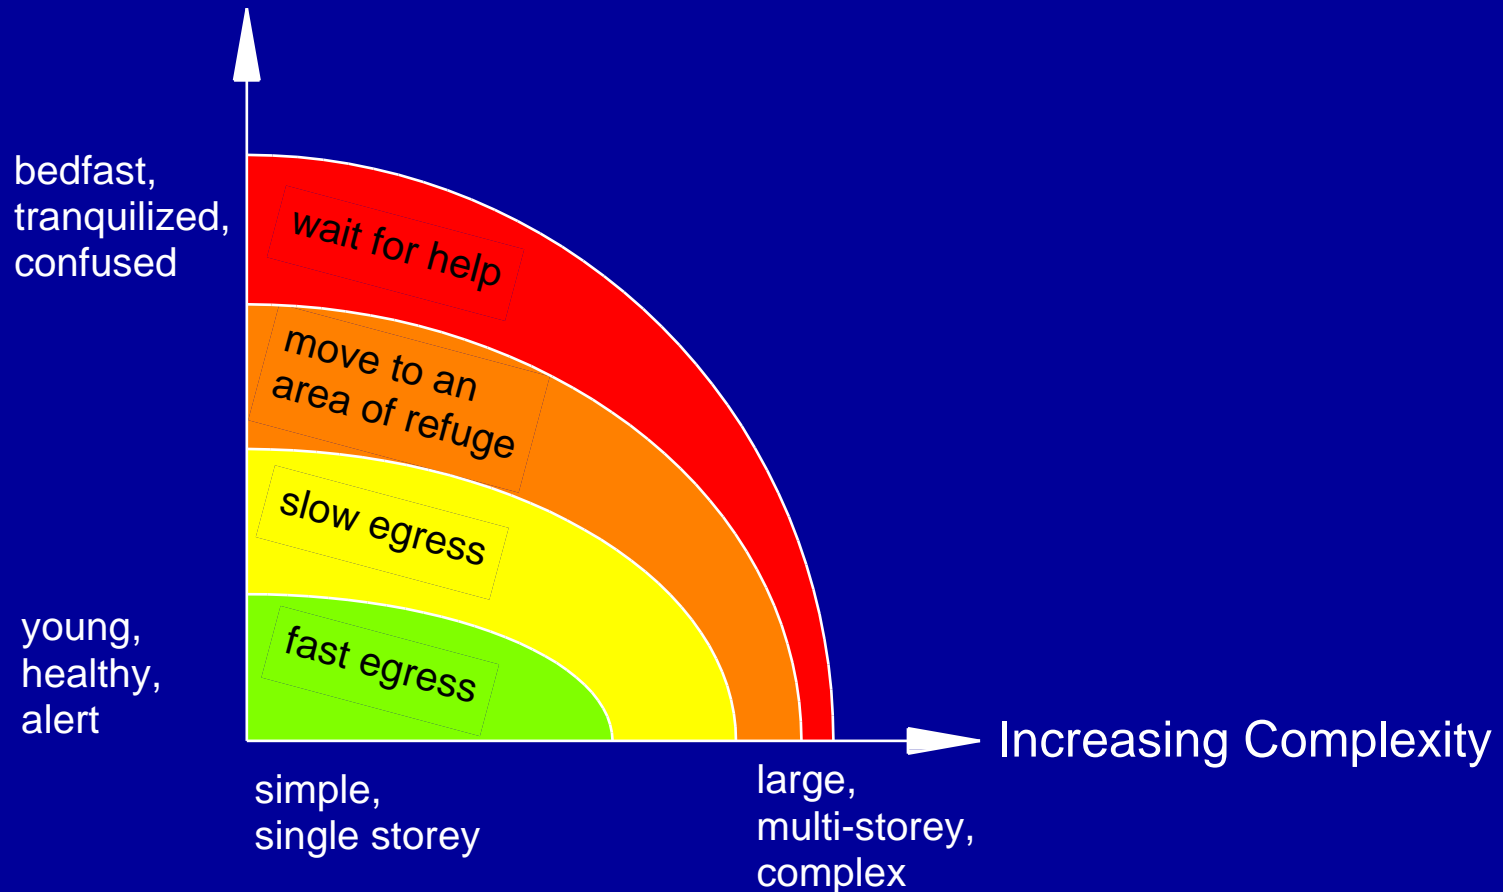 bedfast,
tranquilized,
confused
wait for help
move to an
area of refuge
slow egress
fast egress
young,
healthy,
alert
Increasing Complexity
simple,
single storey
large,
multi-storey,
complex